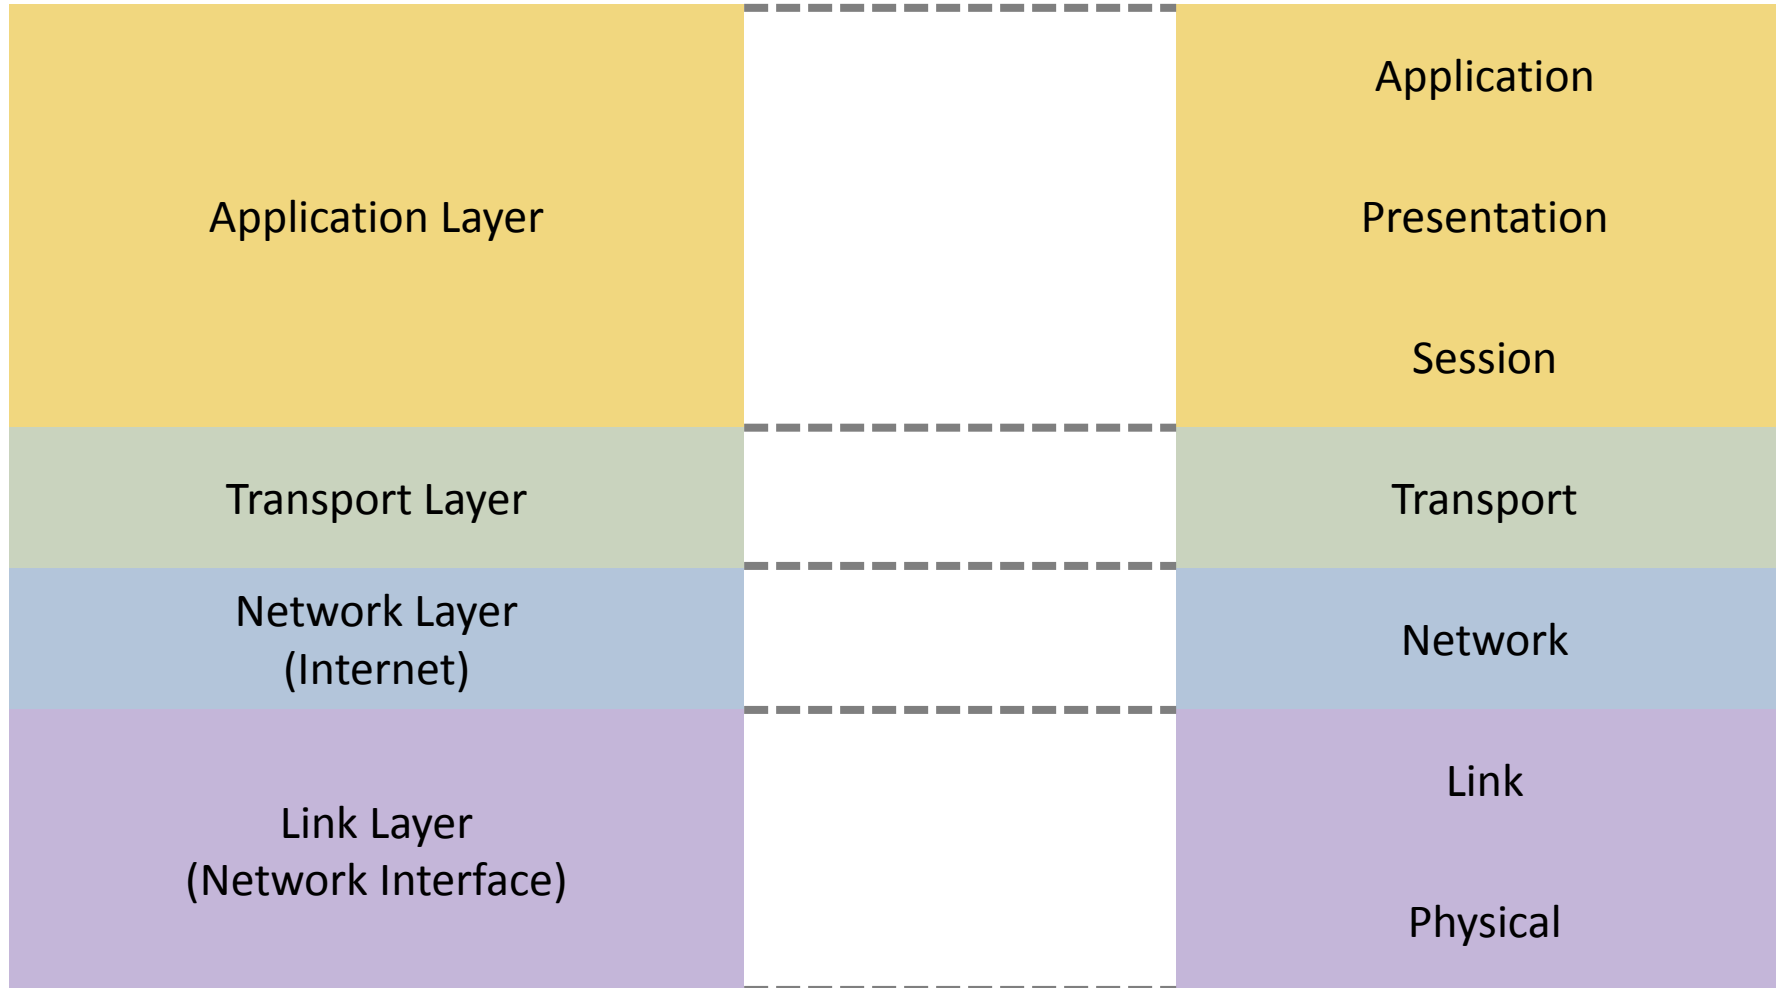 Application Layer
Transport Layer
Network Layer
(Internet)
Link Layer
(Network Interface)
Application
Presentation
Session
Transport
Network
Link
Physical